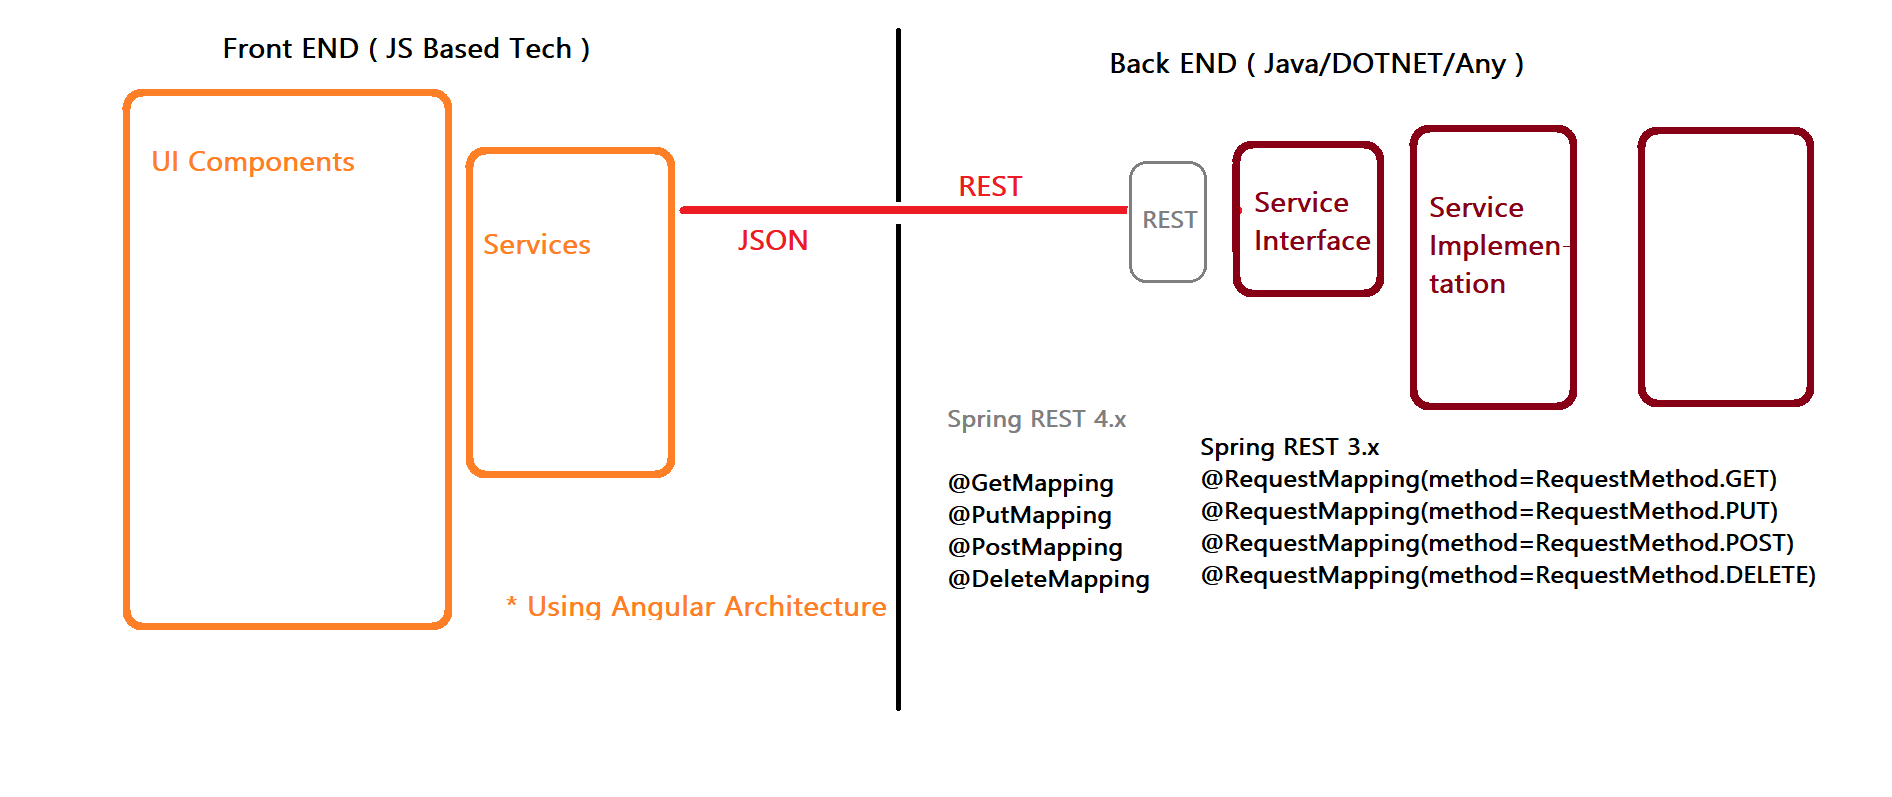 Front END ( JS Based Tech )
Back END ( Java/DOTNET/Any )
UI Components
Services
REST
JSON
REST
Service
Interface
Service
Implemen-
tation
Spring REST 4.x
@GetMapping
@PutMapping
@PostMapping
@DeleteMapping
Spring REST 3.x
@RequestMapping(method=RequestMethod.GET)
@RequestMapping(method=RequestMethod.PUT)
@RequestMapping(method=RequestMethod.POST)
@RequestMapping(method=RequestMethod.DELETE)
* Using Angular Architecture